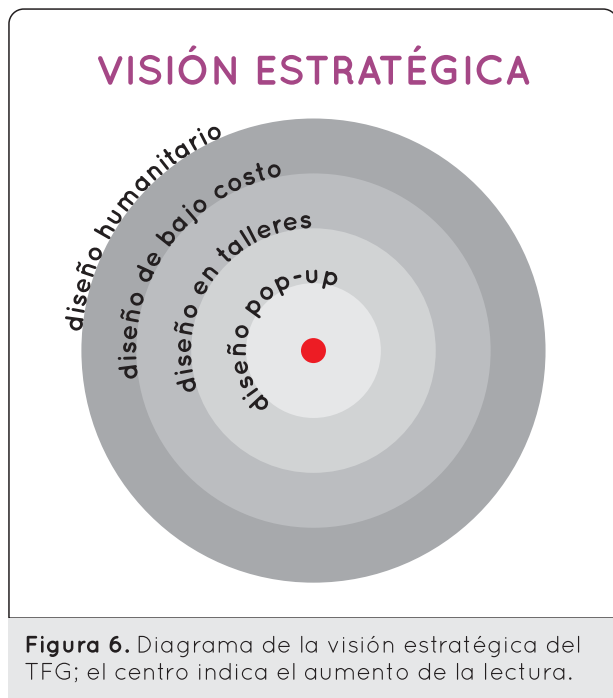 VISIÓN ESTRATÉGICA
diseño humanitario
diseño de bajo costo
diseño en talleres
diseño pop-up
Figura 6. Diagrama de la visión estratégica del
TFG; el centro indica el aumento de la lectura.